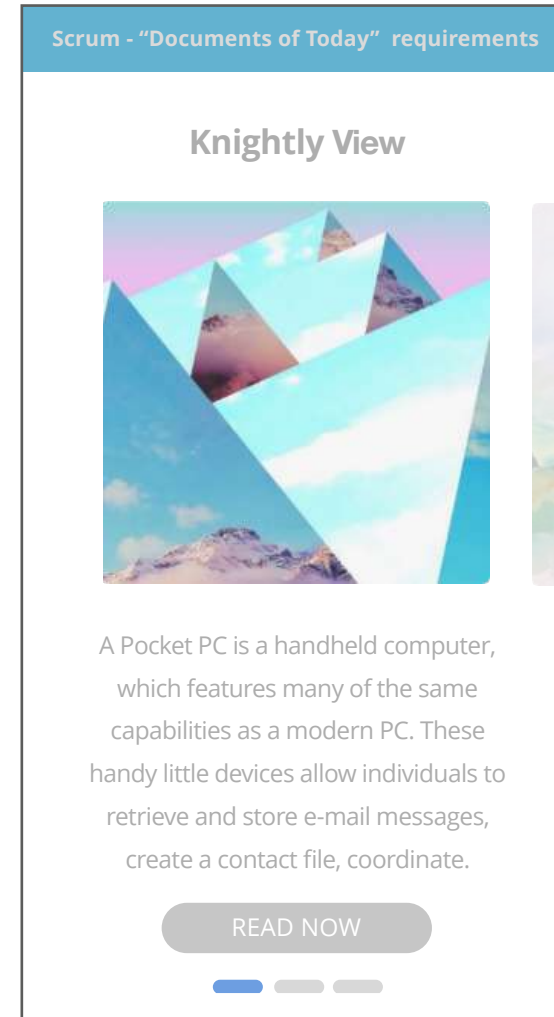 Scrum - “Documents of Today” requirements
Knightly View
A Pocket PC is a handheld computer,
which features many of the same
capabilities as a modern PC. These
handy little devices allow individuals to
retrieve and store e-mail messages,
create a contact file, coordinate.
READ NOW